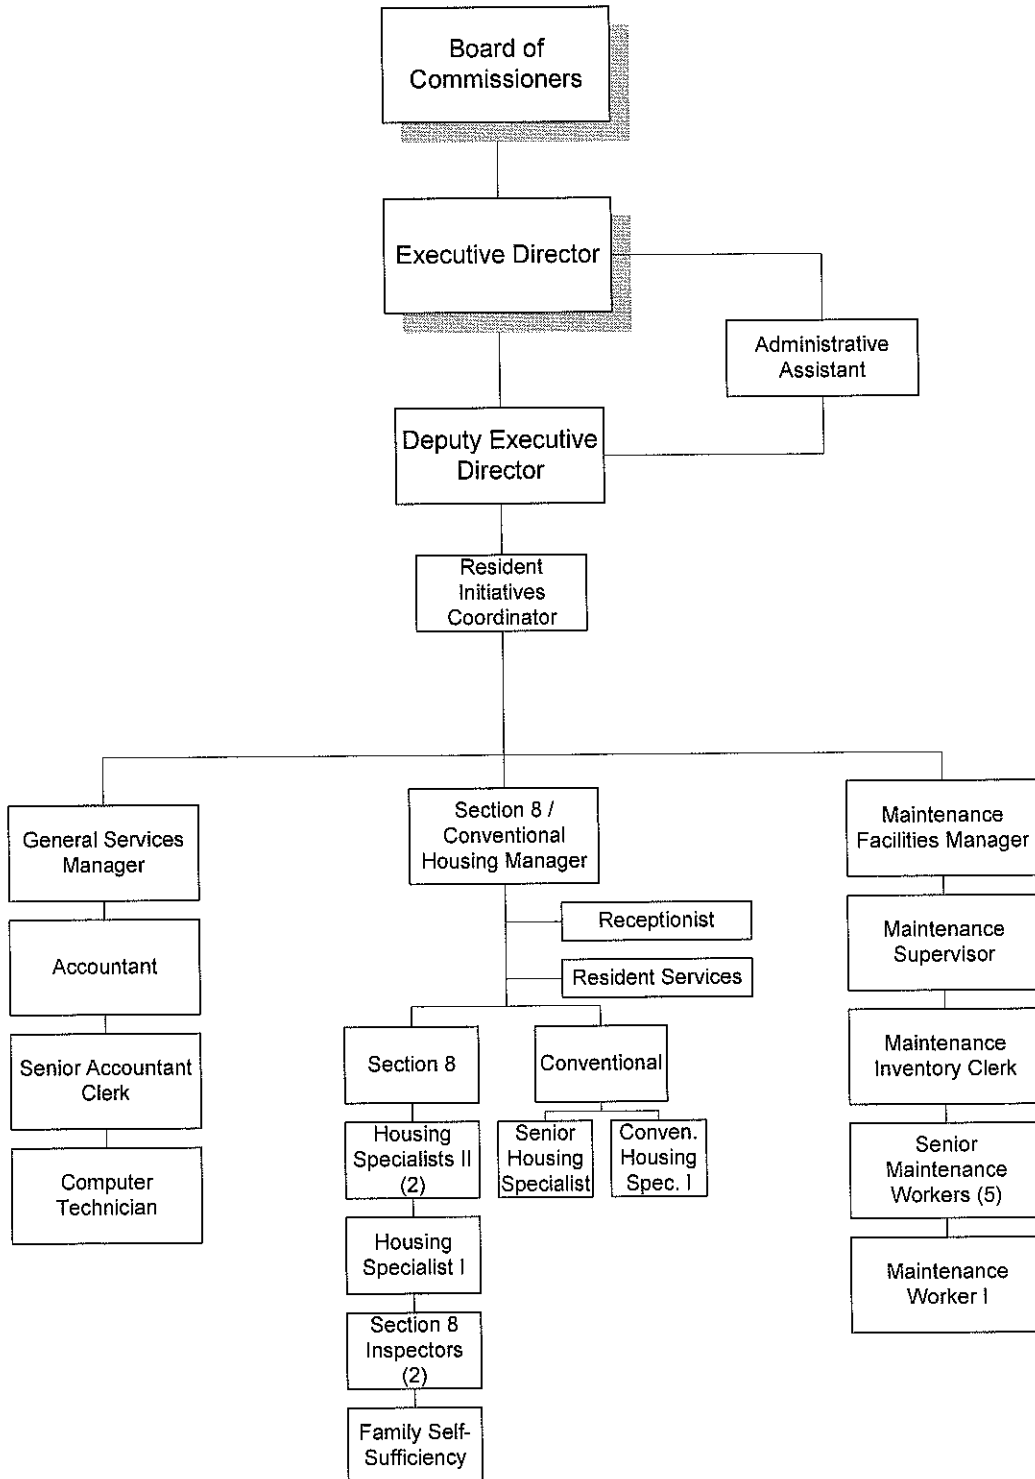 Board of
Commissioners
Executive Director
Administrative
Assistant
Deputy Executive
Director
Resident
Initiatives
Coordinator
General Services
Manager
Accountant
Senior Accountant
Clerk
Computer
Technician
Section 8 /
Conventional
Housing Manager
Receptionist
Resident Services
Section 8
Housing
Specialists II
(2)
Housing
Specialist I
Section 8
Inspectors
(2)
Family Self-
Sufficiency
Conventional
Senior
Housing
Specialist
Conven.
Housing
Spec. I
Maintenance
Facilities Manager
Maintenance
Supervisor
Maintenance
Inventory Clerk
Senior
Maintenance
Workers (5)
Maintenance
Worker I